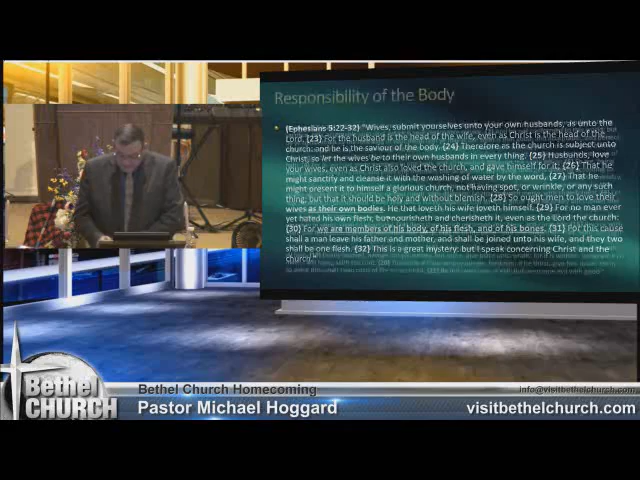 Responsibility of the Body
(Ephesians 5:22-32) "Wives, submit yourselves unto your own husbands, as unto the
Lord. {23} For the husband is the head of the wife, even as Christ is the head of the
church: and he is the saviour of the body. {24} Therefore as the church is subject unto
Christ, so let the wives be to their own husbands in every thing. {25} Husbands, love
your wives, even as Christ also loved the church, and gave himself for it; {26} That he
might sanctify and cleanse it with the washing of water by the word, {27} That he
might present it to himself a glorious church, not having spot, or wrinkle, or any such
thing; but that it should be holy and without blemish. {28} So ought men to love their
wives as their own bodies. He that loveth his wife loveth himself. {29} For no man ever
yet hated his own flesh; but nourisheth and cherisheth it, even as the Lord the church:
{30} For we are members of his body, of his flesh, and of his bones. {31} For this cause
shall a man leave his father and mother, and shall be joined unto his wife, and they two
shall be one flesh. {32} This is a great mystery: but I speak concerning Christ and the
church.
Bethel
CHURCH
Bethel Church Homecoming
info@visitbethelchurch.com
Pastor Michael Hoggard
visitbethelchurch.com